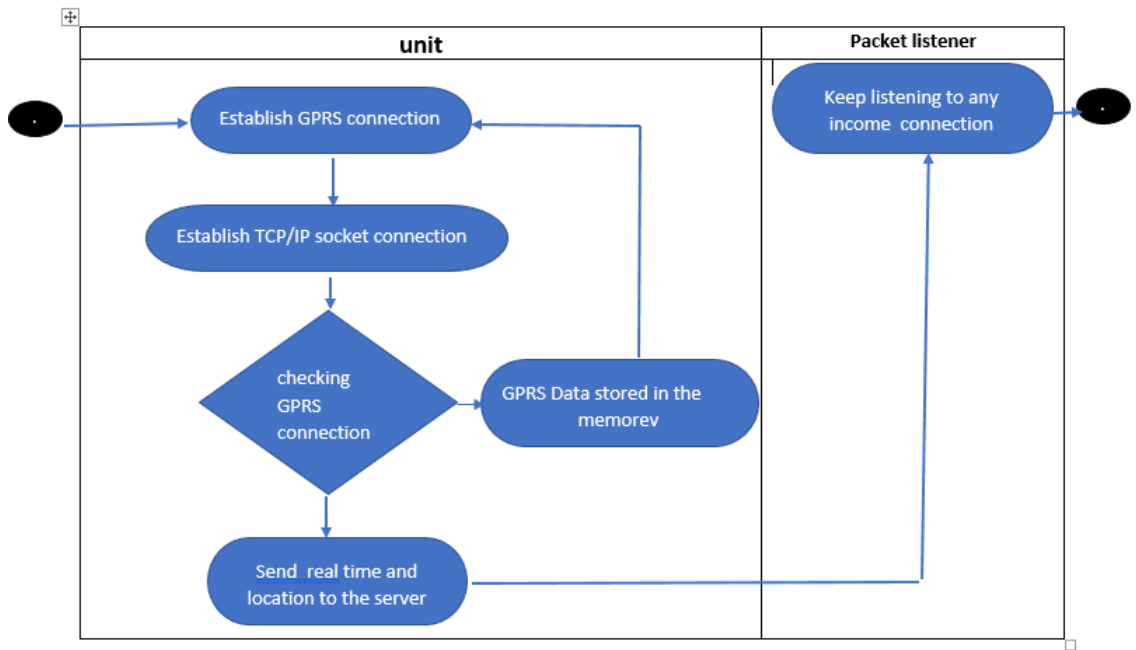 unit
Packet listener
Establish GPRS connection
Establish TCP/IP socket connection
checking
GPRS
connection
GPRS Data stored in the
memorev
Send real time and
location to the server
Keep listening to any
income connection